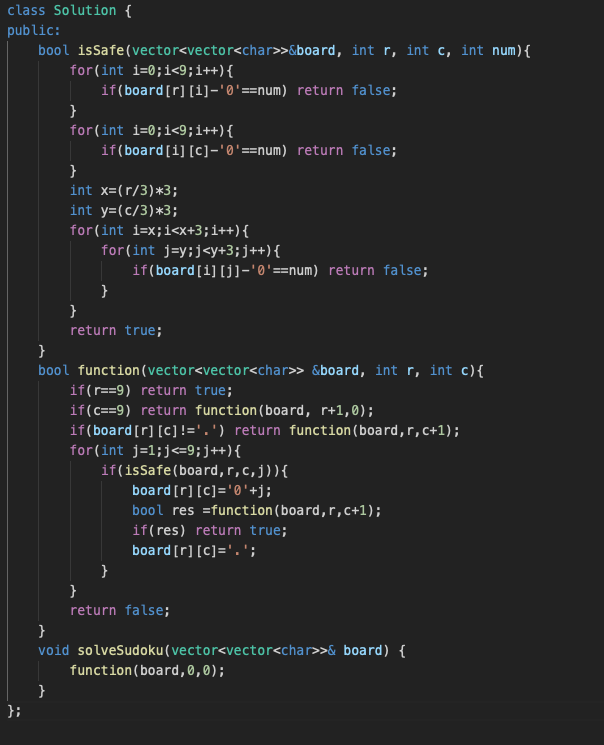 class Solution {
public:
    bool isSafe(vector<vector<char>>&board, int r, int c, int num){
        for(int i=0;i<9;i++){
            if(board[r][i]-'0'==num) return false;
        }
        for(int i=0;i<9;i++){
            if(board[i][c]-'0'==num) return false;
        }
        int x=(r/3)*3;
        int y=(c/3)*3;
        for(int i=x;i<x+3;i++){
            for(int j=y;j<y+3;j++){
                if(board[i][j]-'0'==num) return false;
            }
        }
        return true;
    }
    bool function(vector<vector<char>> &board, int r, int c){
        if(r==9) return true;
        if(c==9) return function(board, r+1,0);
        if(board[r][c]!='.') return function(board,r,c+1);
        for(int j=1;j<=9;j++){
            if(isSafe(board,r,c,j)){
                board[r][c]='0'+j;
                bool res =function(board,r,c+1);
                if(res) return true;
                board[r][c]='.';
            }
        }
        return false;
    }
    void solveSudoku(vector<vector<char>>& board) {
        function(board,0,0);
    }
};